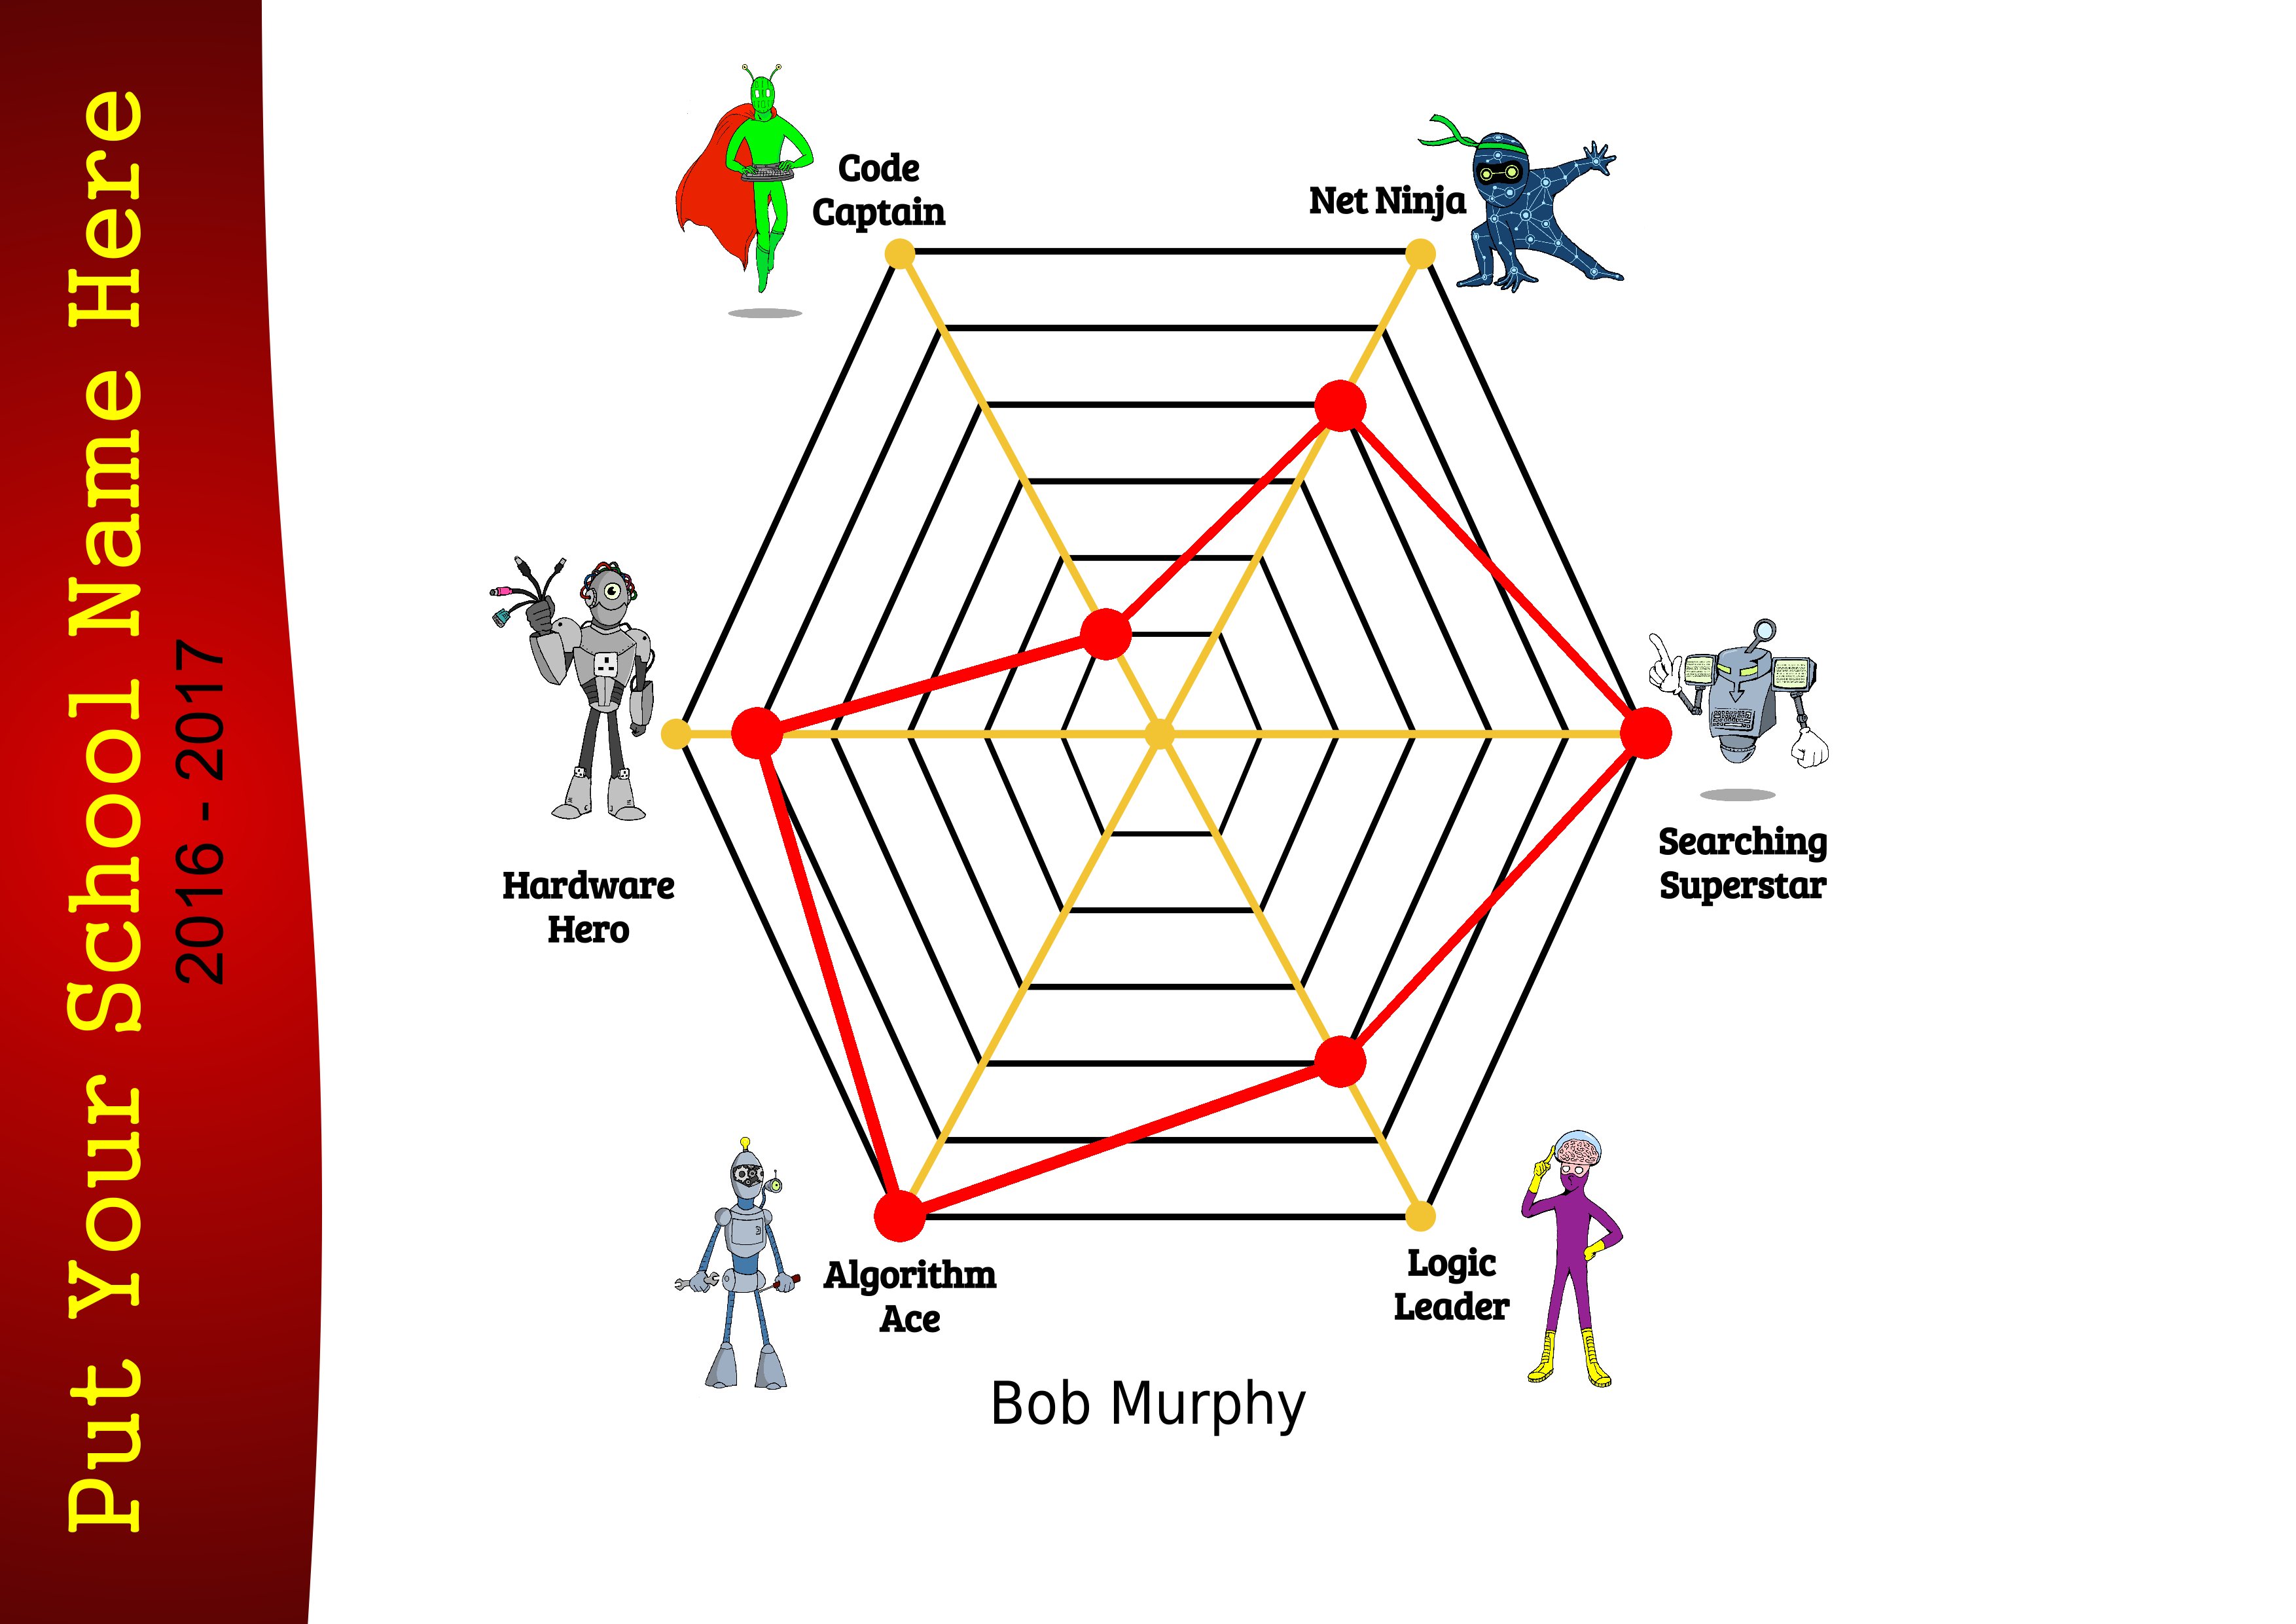 Put Your School Name Here
2016 - 2017
Code
Captain
Net Ninja
Hardware
Hero
Searching
Superstar
Algorithm
Ace
Logic
Leader
Bob Murphy